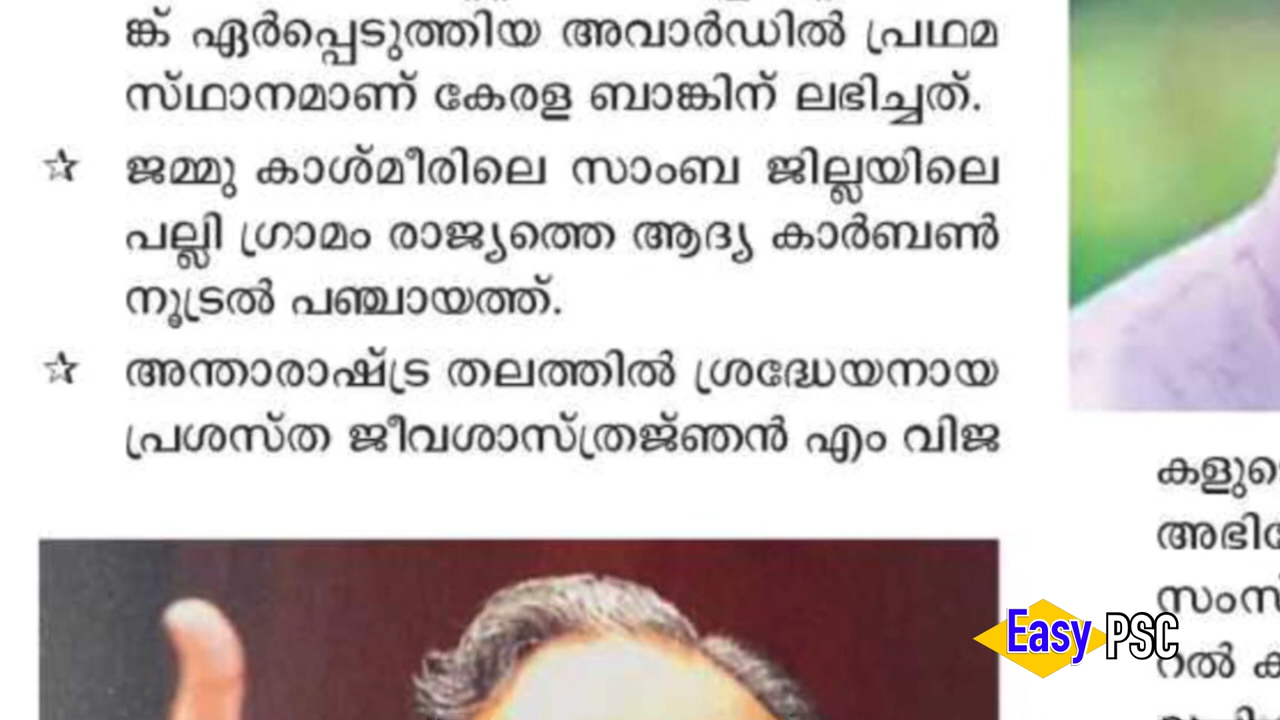 ങ്ക് ഏർപ്പെടുത്തിയ അവാർഡിൽ പ്രഥമ
സ്ഥാനമാണ് കേരള ബാങ്കിന് ലഭിച്ചത്.
☆ ജമ്മു കാശ്മീരിലെ സാംബ ജില്ലയിലെ
പല്ലി ഗ്രാമം രാജ്യത്തെ ആദ്യ കാർബൺ
ന്യൂട്രൽ പഞ്ചായത്ത്.
☆ അന്താരാഷ്ട്ര തലത്തിൽ ശ്രദ്ധേയനായ
പ്രശസ്ത ജീവശാസ്ത്രജ്ഞൻ എം വിജ
Easy PSC